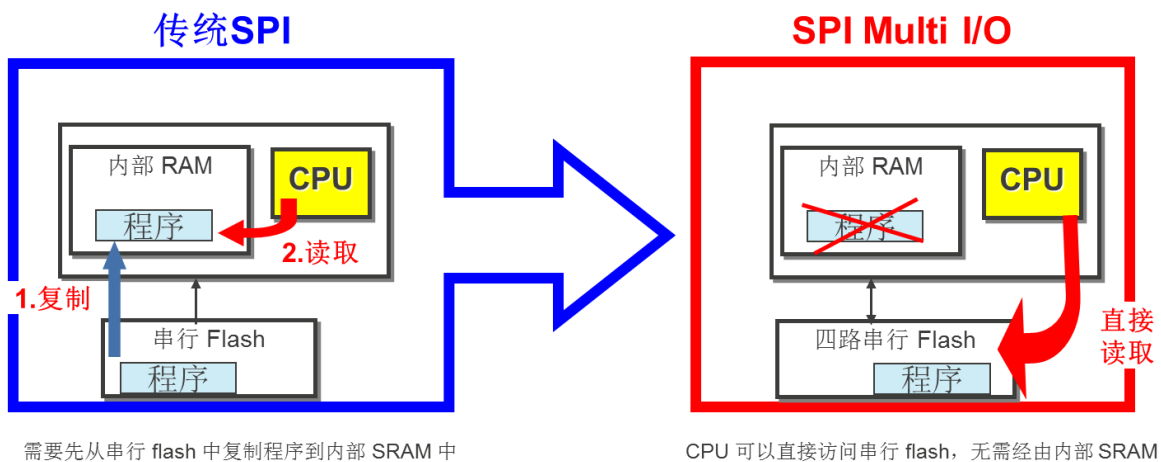 传统SPI
内部 RAM
CPU
程序
2.读取
1.复制
串行 Flash
程序
需要先从串行 flash 中复制程序到内部 SRAM 中
SPI Multi I/O
内部 RAM
CPU
程序
直接
读取
四路串行 Flash
程序
CPU 可以直接访问串行 flash，无需经由内部 SRAM